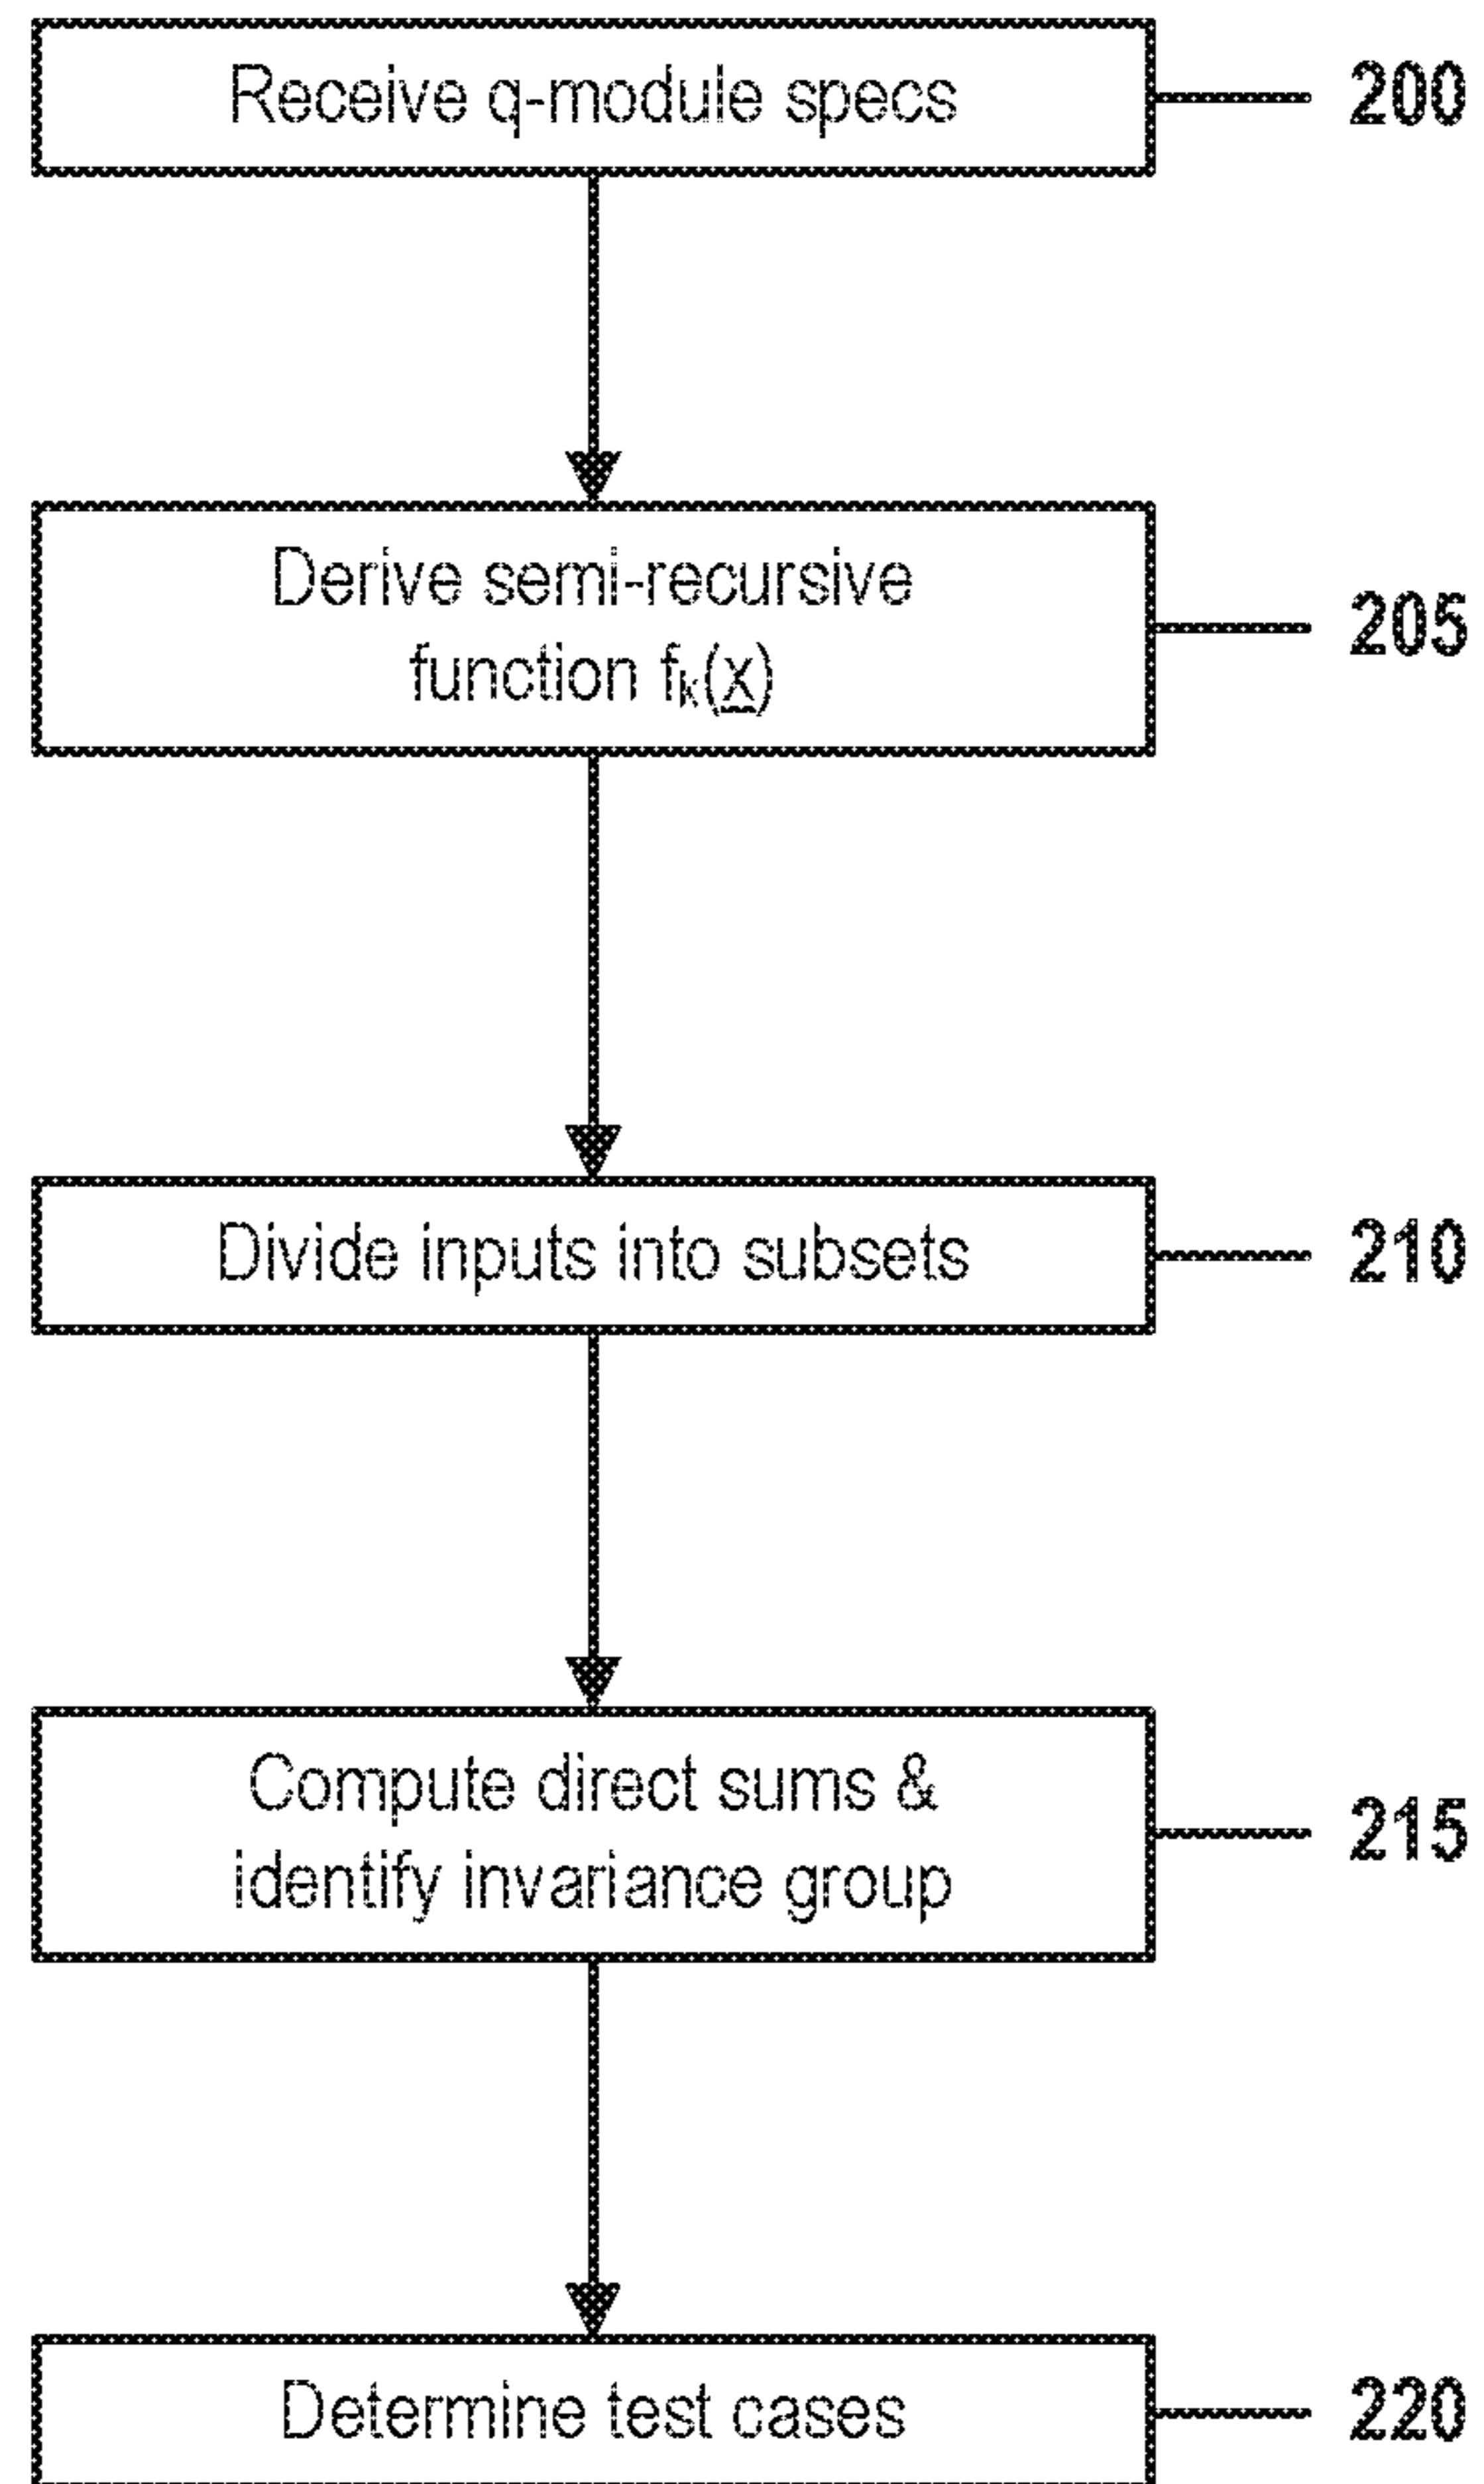 Receive q-module specs
200
Derive semi-recursive
function fₖ(x̲)
205
Divide inputs into subsets
210
Compute direct sums &
identify invariance group
215
Determine test cases
220